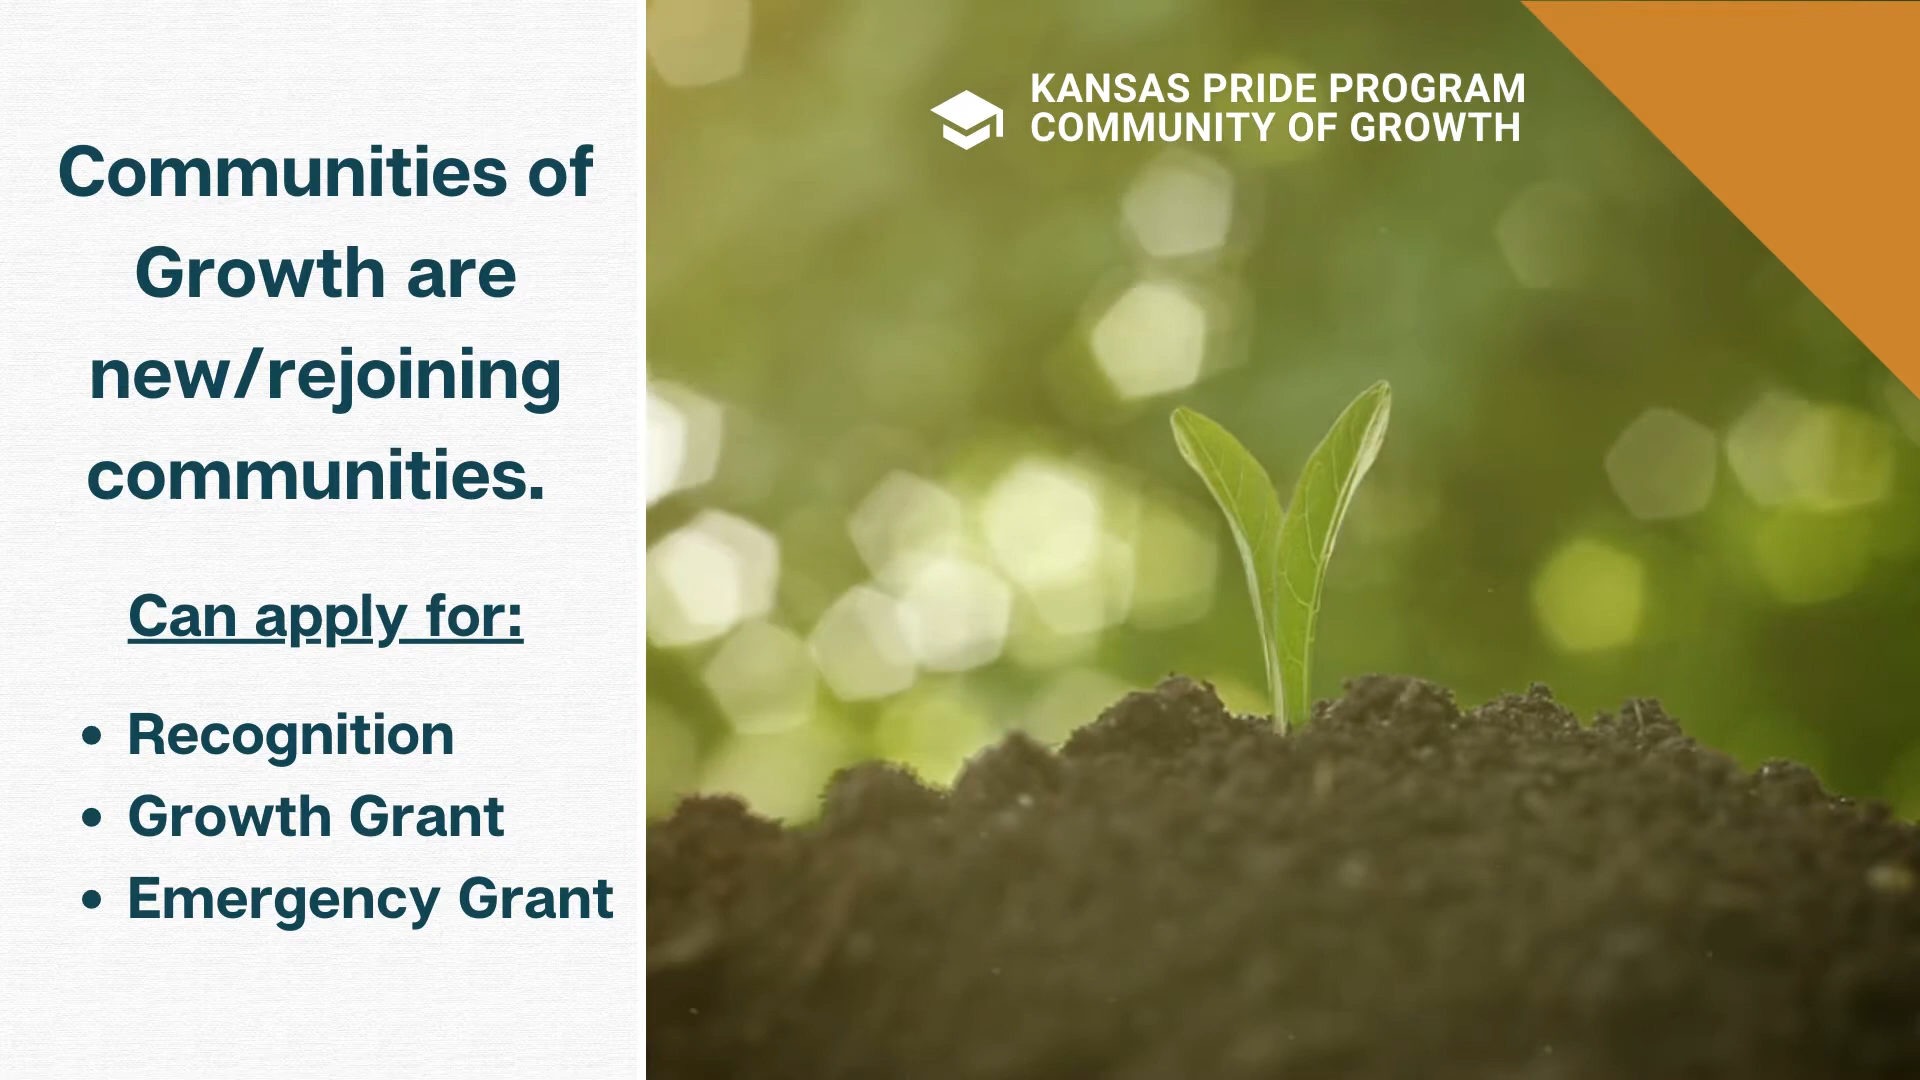 Communities of
Growth are
new/rejoining
communities.
Can apply for:
• Recognition
• Growth Grant
• Emergency Grant
KANSAS PRIDE PROGRAM
COMMUNITY OF GROWTH